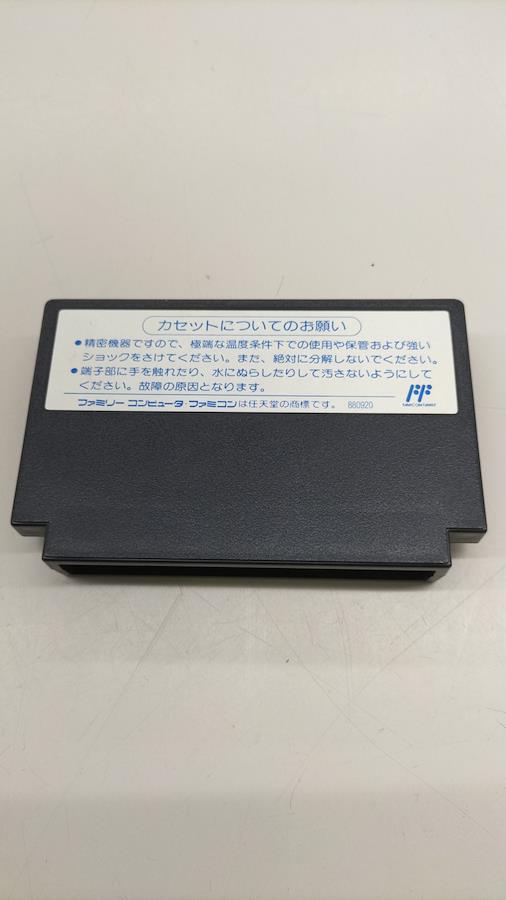 カセットについてのお願い
●精密機器ですので、極端な温度条件下での使用や保管および強い
ショックをさけてください。また、絶対に分解しないでください。
●端子部に手を触れたり、水にぬらしたりして汚さないようにして
ください。故障の原因となります。
ファミリー コンピュータ・ファミコンは任天堂の商標です。 880920
FAMICOM FAMILY